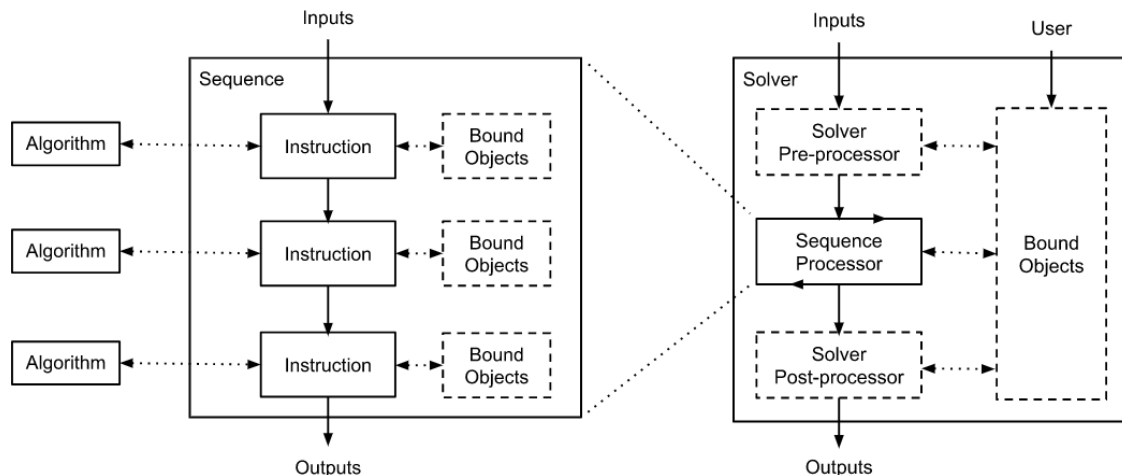 Inputs
Sequence
Algorithm
Instruction
Bound
Objects
Algorithm
Instruction
Bound
Objects
Algorithm
Instruction
Bound
Objects
Outputs
Inputs
User
Solver
Solver
Pre-processor
Sequence
Processor
Bound
Objects
Solver
Post-processor
Outputs